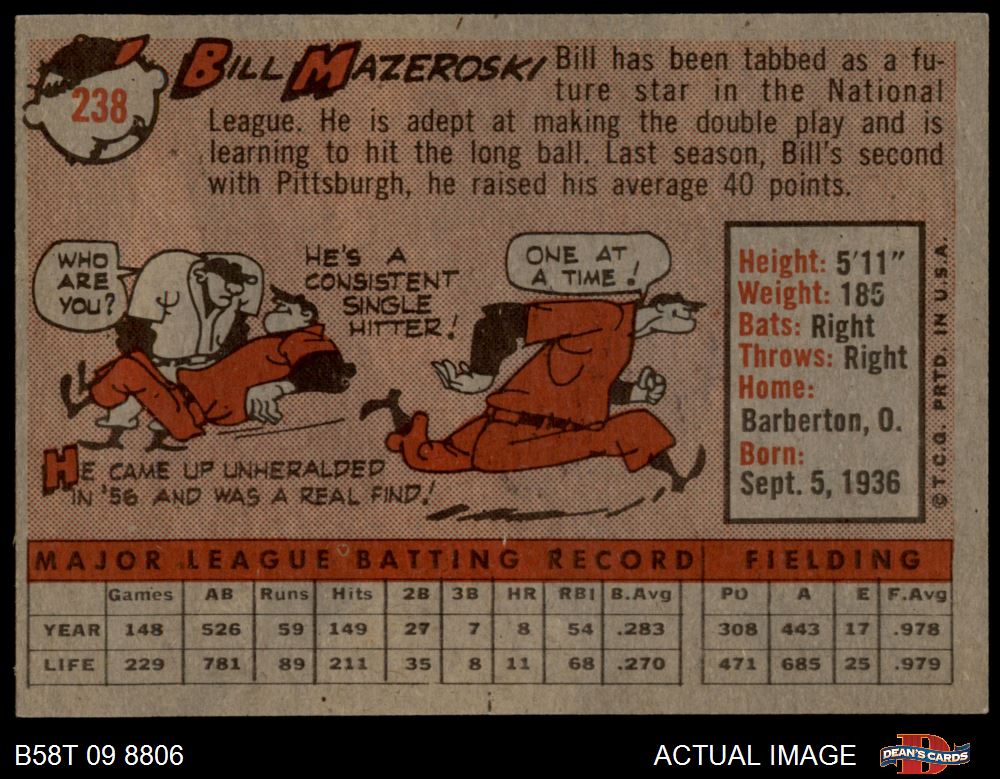 238
BILL MAZEROSKI
Bill has been tabbed as a fu-
ture star in the National
League. He is adept at making the double play and is
learning to hit the long ball. Last season, Bill's second
with Pittsburgh, he raised his average 40 points.
WHO
ARE
YOU?
HE'S A
CONSISTENT
SINGLE
HITTER!
ONE AT
A TIME!
HE CAME UP UNHERALDED
IN '56 AND WAS A REAL FIND!
Height: 5'11"
Weight: 185
Bats: Right
Throws: Right
Home:
Barberton, O.
Born:
Sept. 5, 1936
© T.C.G. PRTD. IN U.S.A.
MAJOR LEAGUE BATTING RECORD FIELDING
Games AB Runs Hits 2B 3B HR RBI B.Avg PO A E F.Avg
YEAR 148 526 59 149 27 7 8 54 .283 308 443 17 .978
LIFE 229 781 89 211 35 8 11 68 .270 471 685 25 .979
B58T 09 8806
ACTUAL IMAGE
DEAN'S CARDS